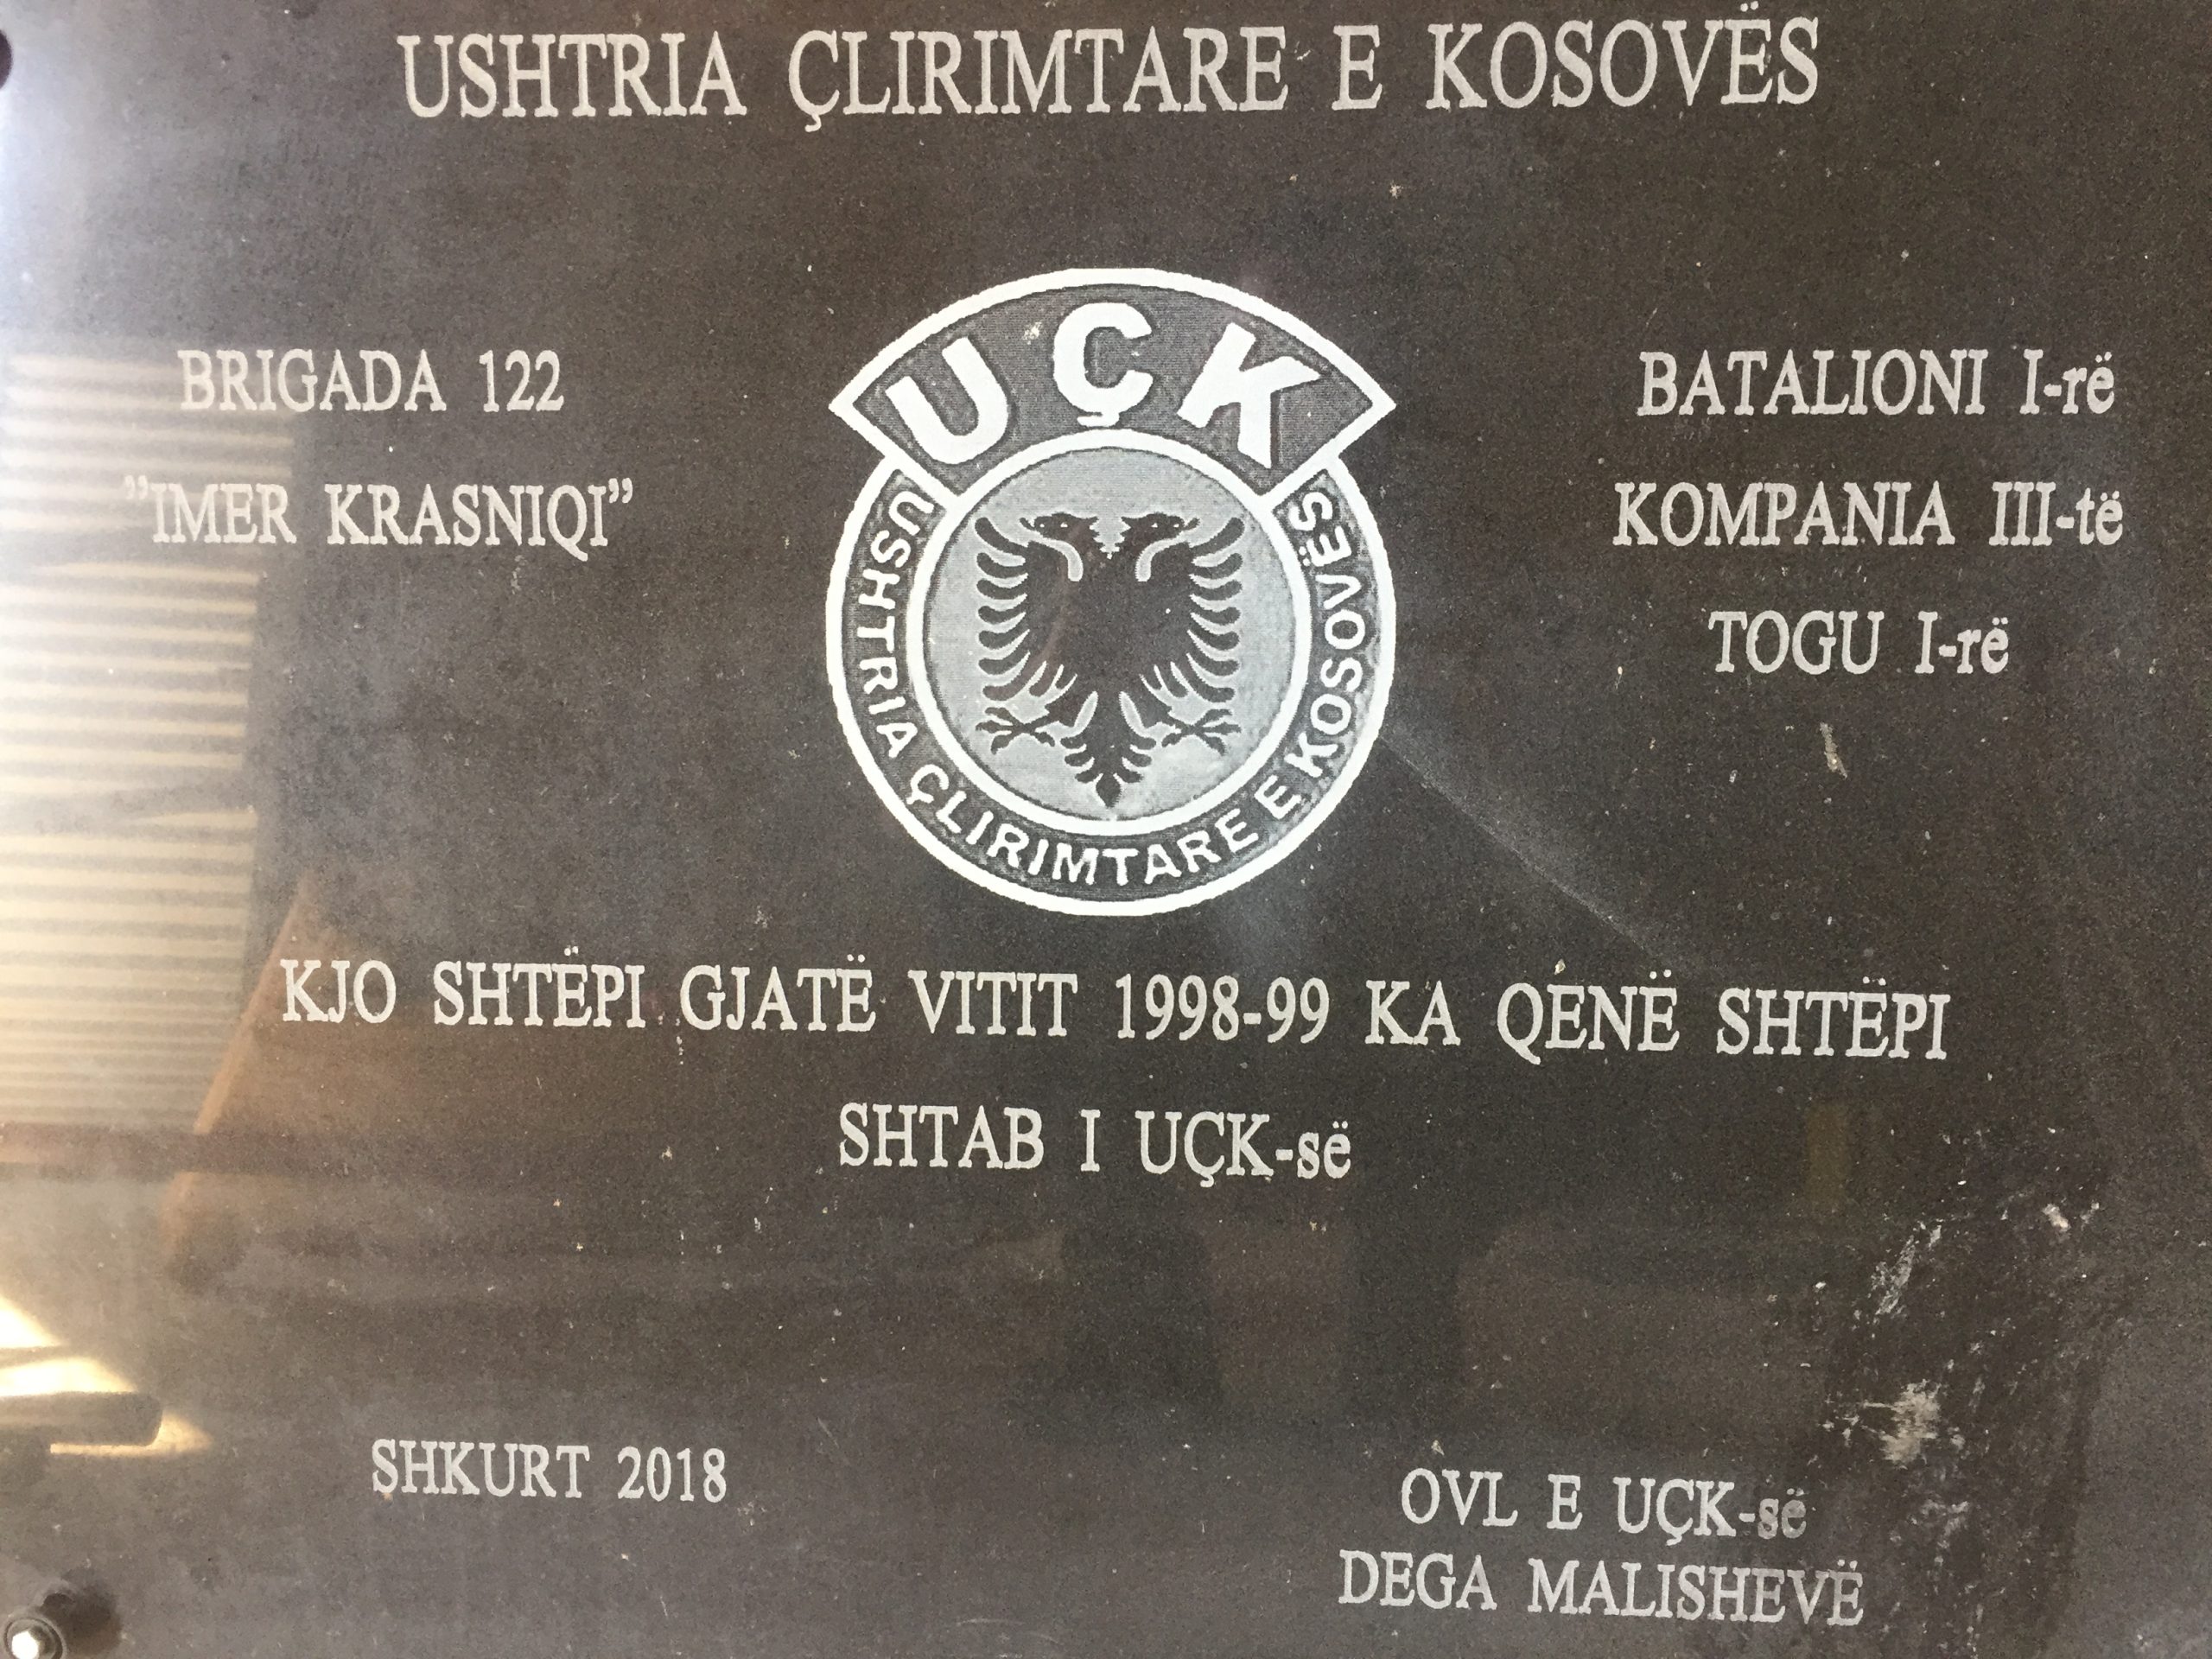 USHTRIA ÇLIRIMTARE E KOSOVËS
BRIGADA 122
"IMER KRASNIQI"
UÇK
USHTRIA ÇLIRIMTARE E KOSOVËS
BATALIONI I-rë
KOMPANIA III-të
TOGU I-rë
KJO SHTËPI GJATË VITIT 1998-99 KA QENË SHTËPI
SHTAB I UÇK-së
SHKURT 2018
OVL E UÇK-së
DEGA MALISHEVË